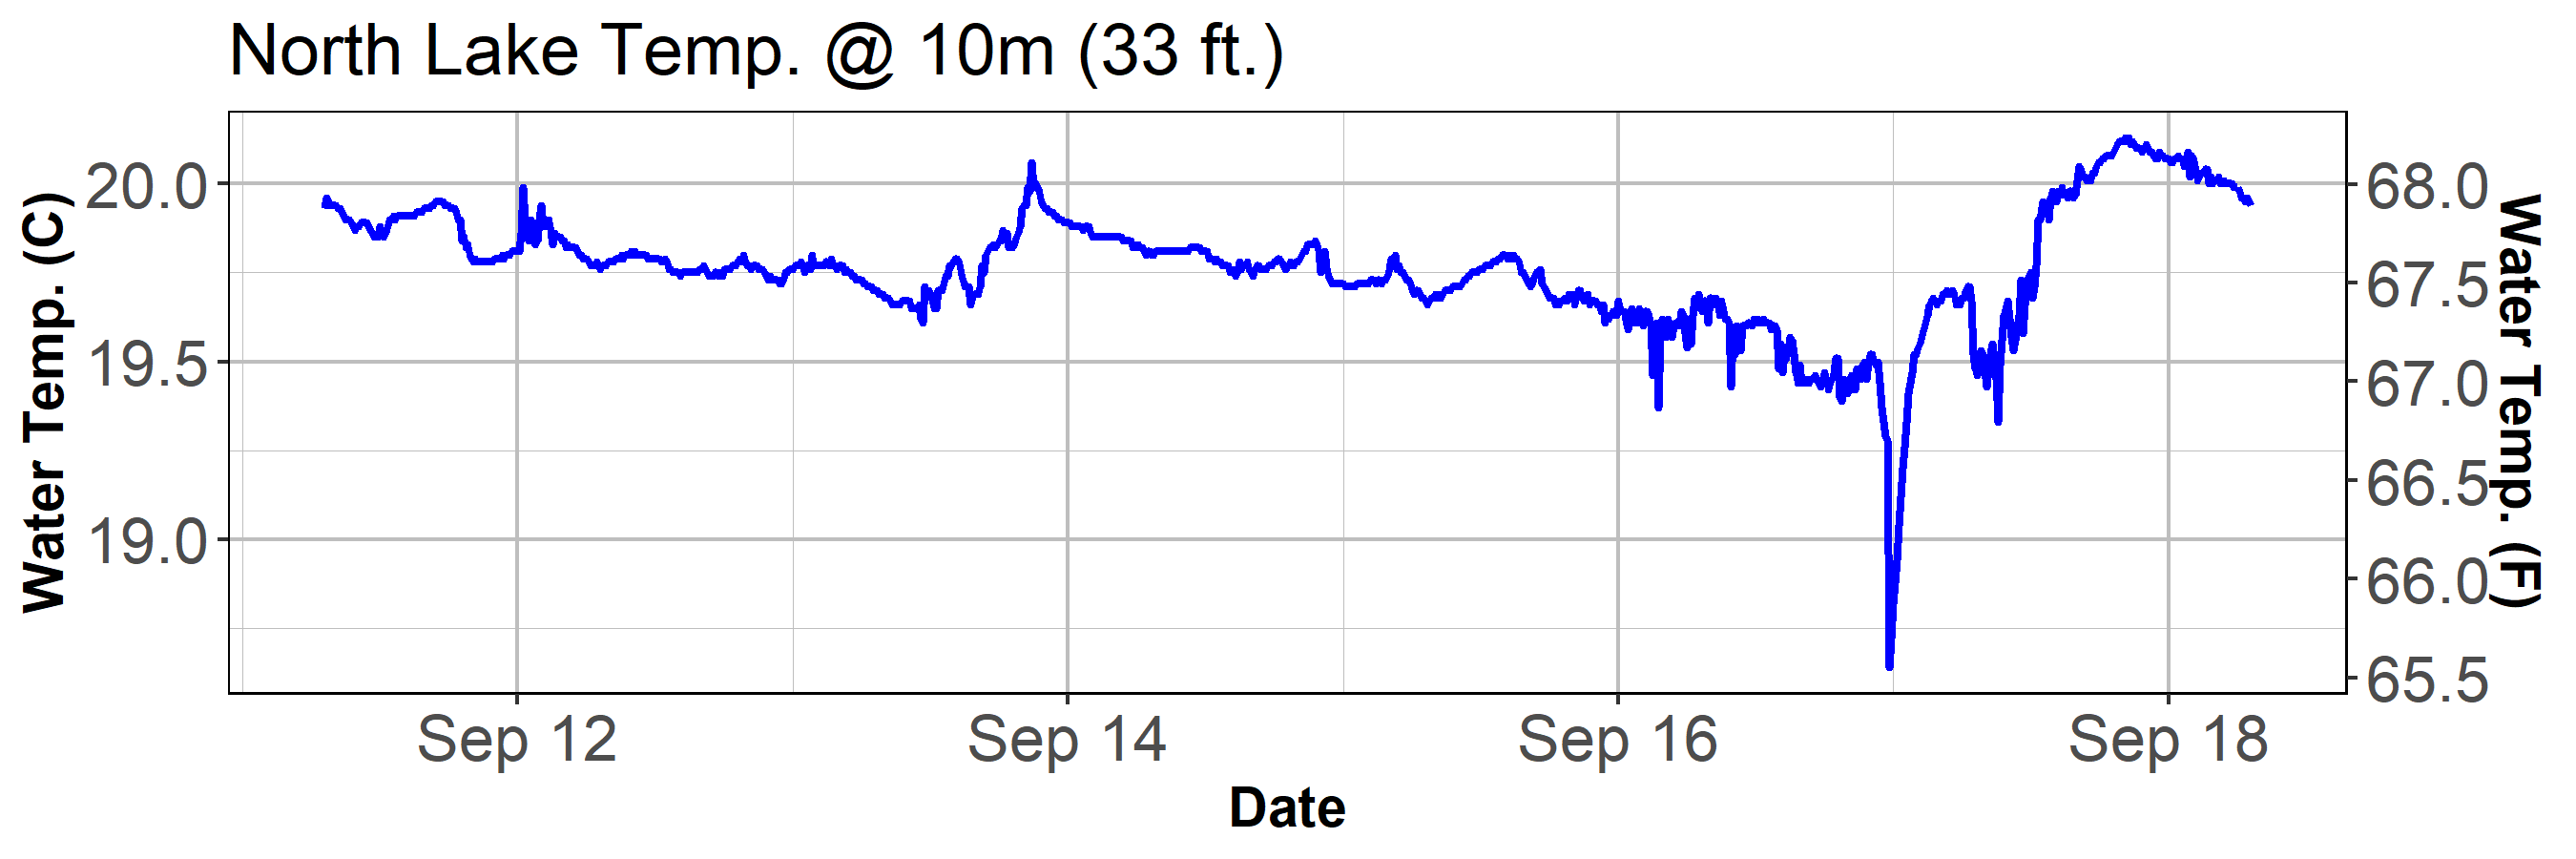 North Lake Temp. @ 10m (33 ft.)
Water Temp. (C)
20.0
19.5
19.0
68.0
67.5
67.0
66.5
66.0
65.5
Water Temp. (F)
Sep 12
Sep 14
Sep 16
Sep 18
Date